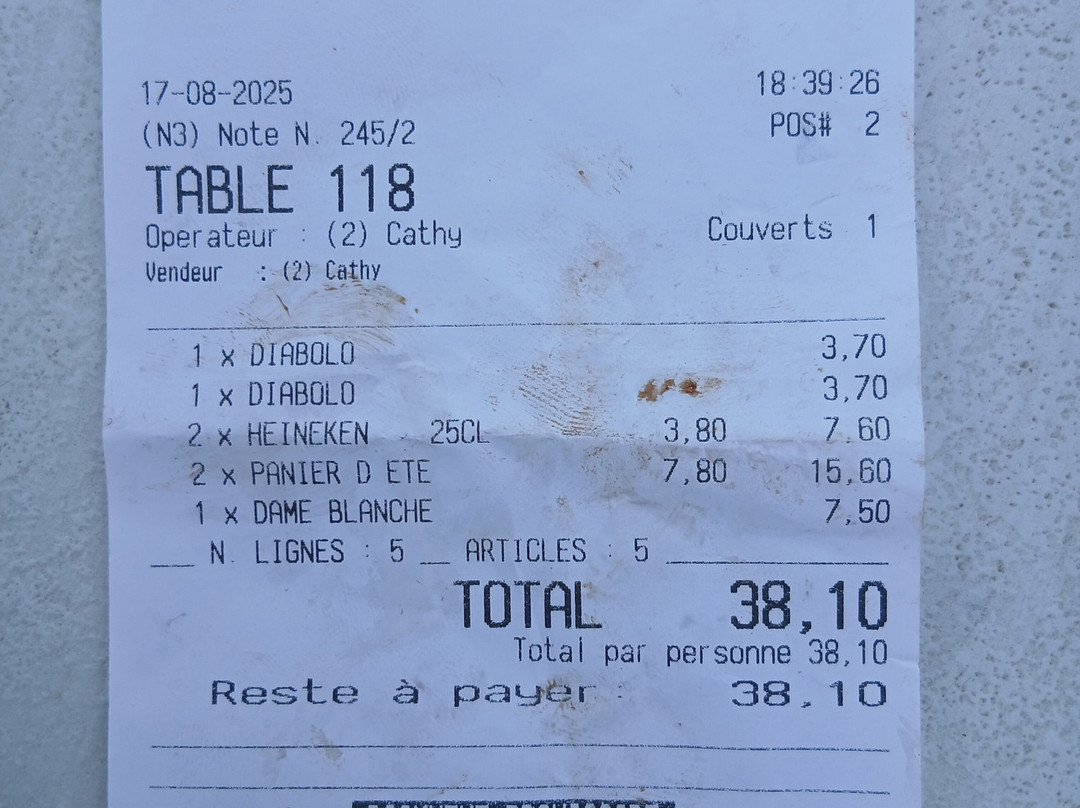 17-08-2025 18:39:26
(N3) Note N. 245/2 POS# 2
TABLE 118
Operateur : (2) Cathy Couverts 1
Vendeur : (2) Cathy
1 x DIABOLO 3,70
1 x DIABOLO 3,70
2 x HEINEKEN 25CL 3,80 7.60
2 x PANIER D ETE 7,80 15,60
1 x DAME BLANCHE 7,50
N. LIGNES : 5 __ ARTICLES : 5
TOTAL 38,10
Total par personne 38,10
Reste à payer : 38.10